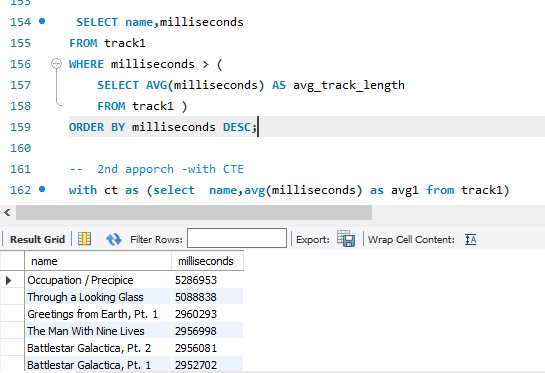 153
154 SELECT name,milliseconds
155 FROM track1
156 WHERE milliseconds > (
157 SELECT AVG(milliseconds) AS avg_track_length
158 FROM track1 )
159 ORDER BY milliseconds DESC;
160
161 -- 2nd apporch -with CTE
162 with ct as (select name,avg(milliseconds) as avg1 from track1)
Result Grid Filter Rows: Export: Wrap Cell Content: IA
name milliseconds
Occupation / Precipice 5286953
Through a Looking Glass 5088838
Greetings from Earth, Pt. 1 2960293
The Man With Nine Lives 2956998
Battlestar Galactica, Pt. 2 2956081
Battlestar Galactica, Pt. 1 2952702